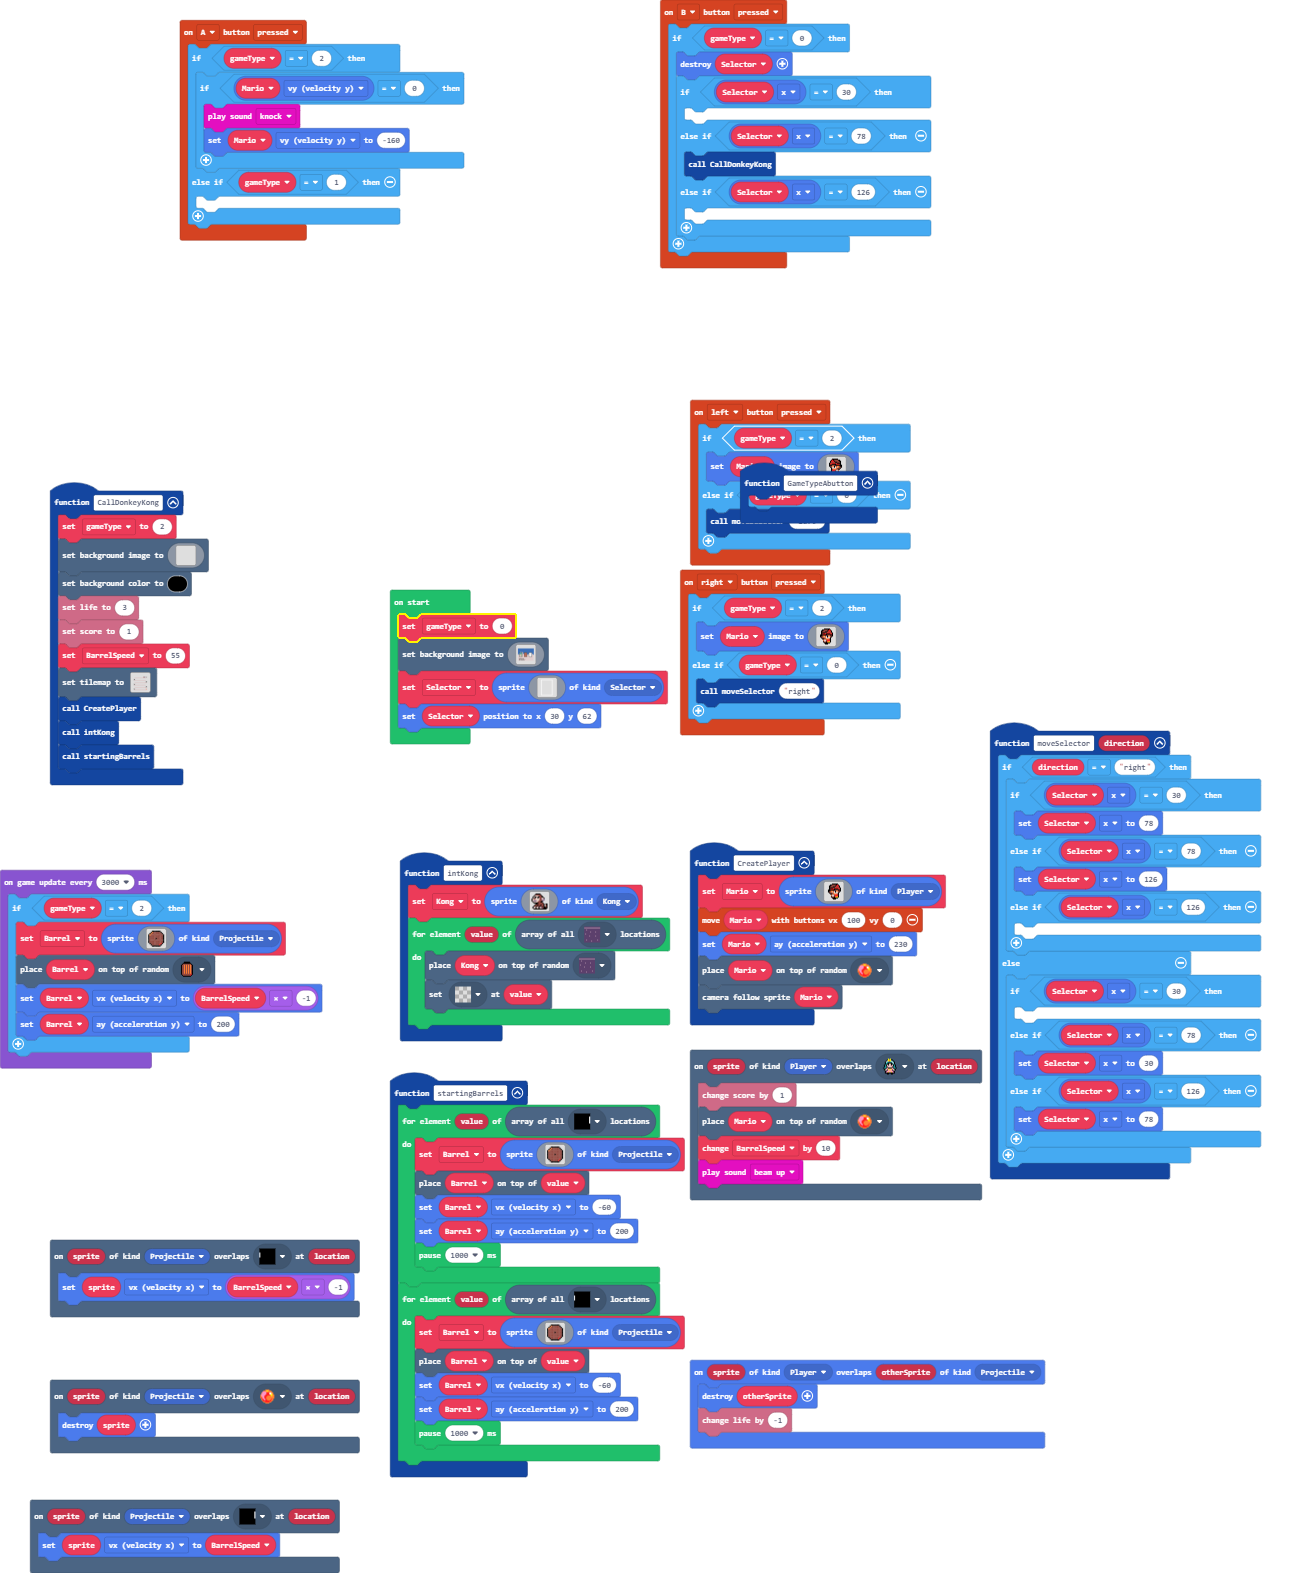 on A button pressed
if gameType = 2 then
if Mario vy (velocity y) = 0 then
play sound knock
set Mario vy (velocity y) to -160
else if gameType = 1 then
on B button pressed
if gameType = 0 then
destroy Selector
if Selector x = 30 then
else if Selector x = 78 then
call CallDonkeyKong
else if Selector x = 126 then
on left button pressed
if gameType = 2 then
set image to
else if = then
call
function GameTypeAbutton
on right button pressed
if gameType = 2 then
set Mario image to
else if gameType = 0 then
call moveSelector "right"
function CallDonkeyKong
set gameType to 2
set background image to
set background color to
set life to 3
set score to 1
set BarrelSpeed to 55
set tilemap to
call CreatePlayer
call intKong
call startingBarrels
on start
set gameType to 0
set background image to
set Selector to sprite of kind Selector
set Selector position to x 30 y 62
function moveSelector direction
if direction = "right" then
if Selector x = 30 then
set Selector x to 78
else if Selector x = 78 then
set Selector x to 126
else if Selector x = 126 then
else
if Selector x = 30 then
else if Selector x = 78 then
set Selector x to 30
else if Selector x = 126 then
set Selector x to 78
on game update every 3000 ms
if gameType = 2 then
set Barrel to sprite of kind Projectile
place Barrel on top of random
set Barrel vx (velocity x) to BarrelSpeed × -1
set Barrel ay (acceleration y) to 200
function intKong
set Kong to sprite of kind Kong
for element value of array of all locations
do
place Kong on top of random
set at value
function CreatePlayer
set Mario to sprite of kind Player
move Mario with buttons vx 100 vy 0
set Mario ay (acceleration y) to 230
place Mario on top of random
camera follow sprite Mario
on sprite of kind Player overlaps at location
change score by 1
place Mario on top of random
change BarrelSpeed by 10
play sound beam up
function startingBarrels
for element value of array of all locations
do
set Barrel to sprite of kind Projectile
place Barrel on top of value
set Barrel vx (velocity x) to -60
set Barrel ay (acceleration y) to 200
pause 1000 ms
for element value of array of all locations
do
set Barrel to sprite of kind Projectile
place Barrel on top of value
set Barrel vx (velocity x) to -60
set Barrel ay (acceleration y) to 200
pause 1000 ms
on sprite of kind Projectile overlaps at location
set sprite vx (velocity x) to BarrelSpeed × -1
on sprite of kind Projectile overlaps at location
destroy sprite
on sprite of kind Projectile overlaps at location
set sprite vx (velocity x) to BarrelSpeed
on sprite of kind Player overlaps otherSprite of kind Projectile
destroy otherSprite
change life by -1